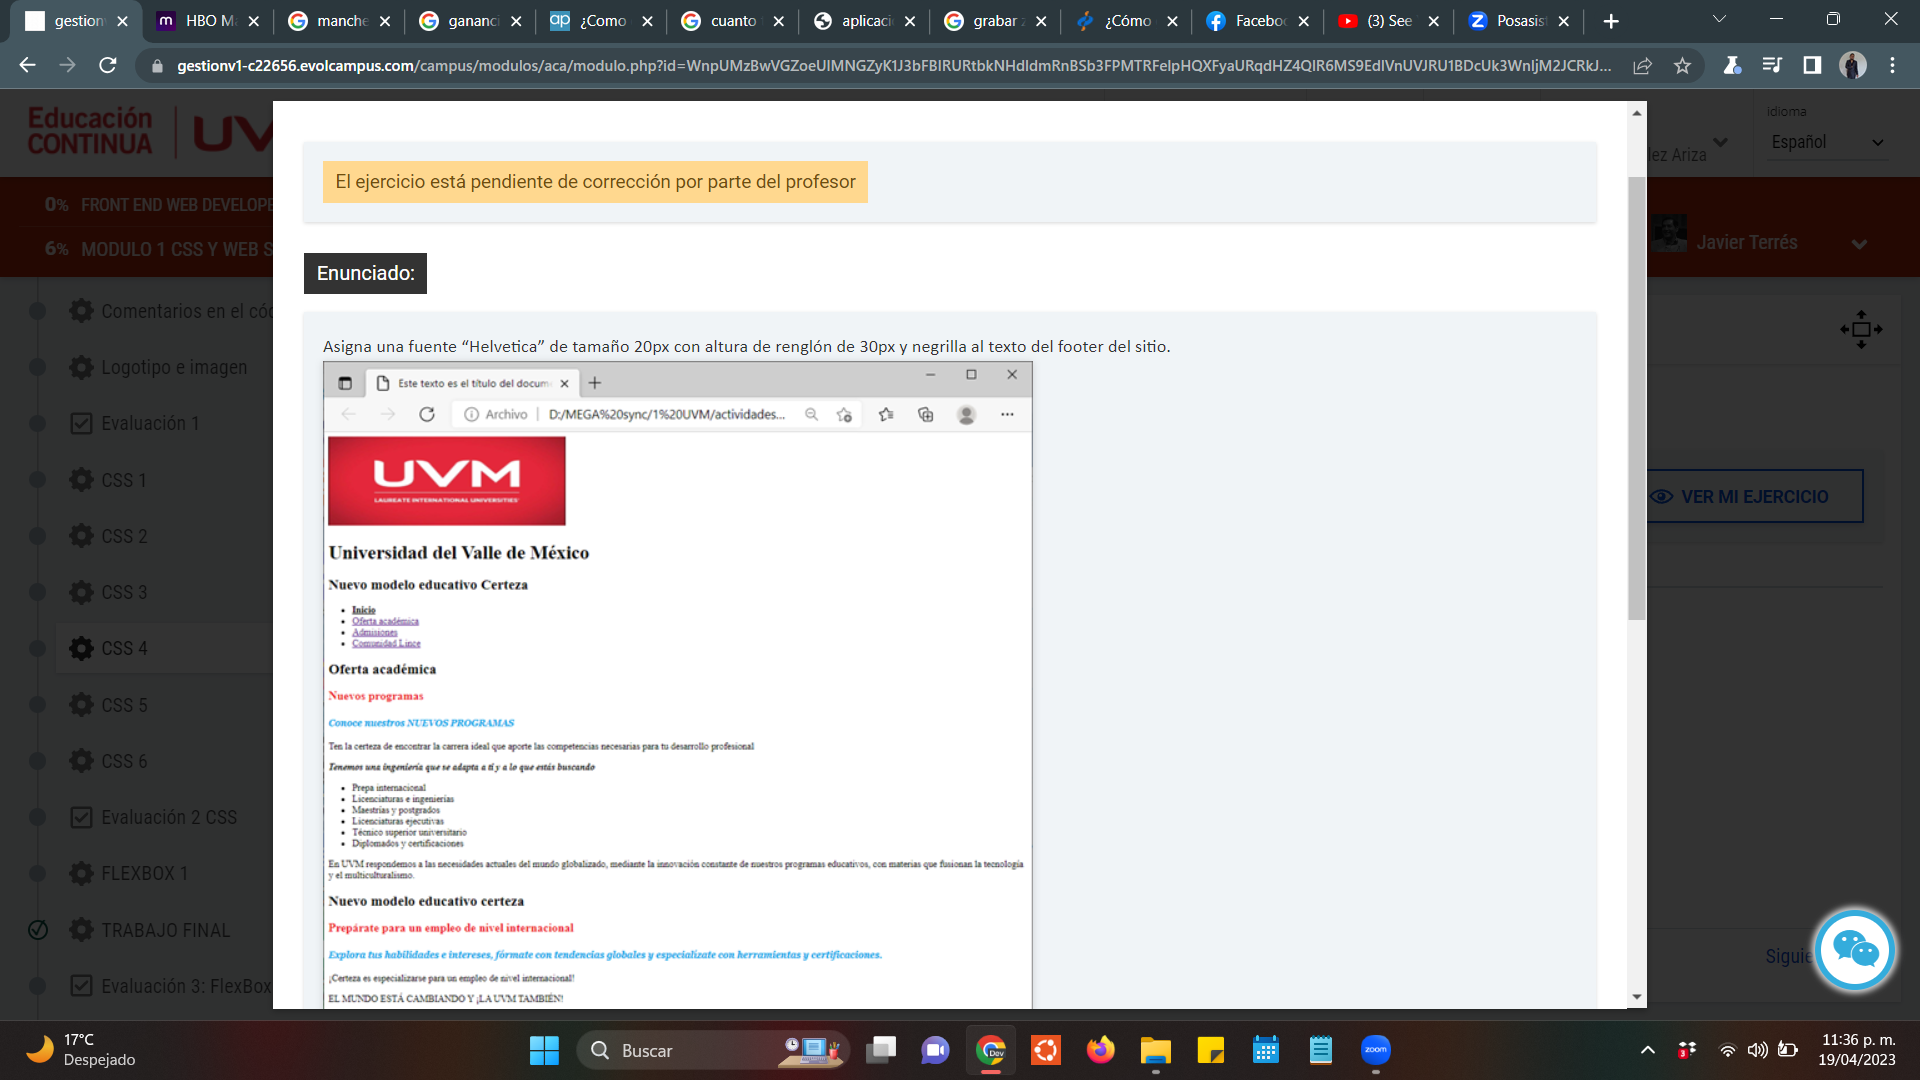 gestion
HBO M
manche
gananci
ap
¿Como
cuanto
aplicaci
grabar
¿Cómo
Facebo
(3) See
Posasis
gestionv1-c22656.evolcampus.com
Educación
CONTINUA
UVM
idioma
lez Ariza
Español
0% FRONT END WEB DEVELOPE
6% MODULO 1 CSS Y WEB S
Javier Terrés
El ejercicio está pendiente de corrección por parte del profesor
Enunciado:
Comentarios en el cód
Logotipo e imagen
Evaluación 1
CSS 1
CSS 2
CSS 3
CSS 4
CSS 5
CSS 6
Evaluación 2 CSS
FLEXBOX 1
TRABAJO FINAL
Evaluación 3: FlexBox
Asigna una fuente “Helvetica” de tamaño 20px con altura de renglón de 30px y negrilla al texto del footer del sitio.
Este texto es el título del docum
Archivo
D:/MEGA%20sync/1%20UVM/actividades...
UVM
LAUREATE INTERNATIONAL UNIVERSITIES
Universidad del Valle de México
Nuevo modelo educativo Certeza
Inicio
Oferta académica
Admisiones
Comunidad Lince
Oferta académica
Nuevos programas
Conoce nuestros NUEVOS PROGRAMAS
Ten la certeza de encontrar la carrera ideal que aporte las competencias necesarias para tu desarrollo profesional
Tenemos una ingeniería que se adapta a ti y a lo que estás buscando
Prepa internacional
Licenciaturas e ingenierías
Maestrías y postgrados
Licenciaturas ejecutivas
Técnico superior universitario
Diplomados y certificaciones
En UVM respondemos a las necesidades actuales del mundo globalizado, mediante la innovación constante de nuestros programas educativos, con materias que fusionan la tecnología
y el multiculturalismo.
Nuevo modelo educativo certeza
Prepárate para un empleo de nivel internacional
Explora tus habilidades e intereses, fórmate con tendencias globales y especialízate con herramientas y certificaciones.
¡Certeza es especializarse para un empleo de nivel internacional!
EL MUNDO ESTÁ CAMBIANDO Y ¡LA UVM TAMBIÉN!
VER MI EJERCICIO
Siguie
17°C
Despejado
Buscar
Dev
zoom
3
11:36 p. m.
19/04/2023